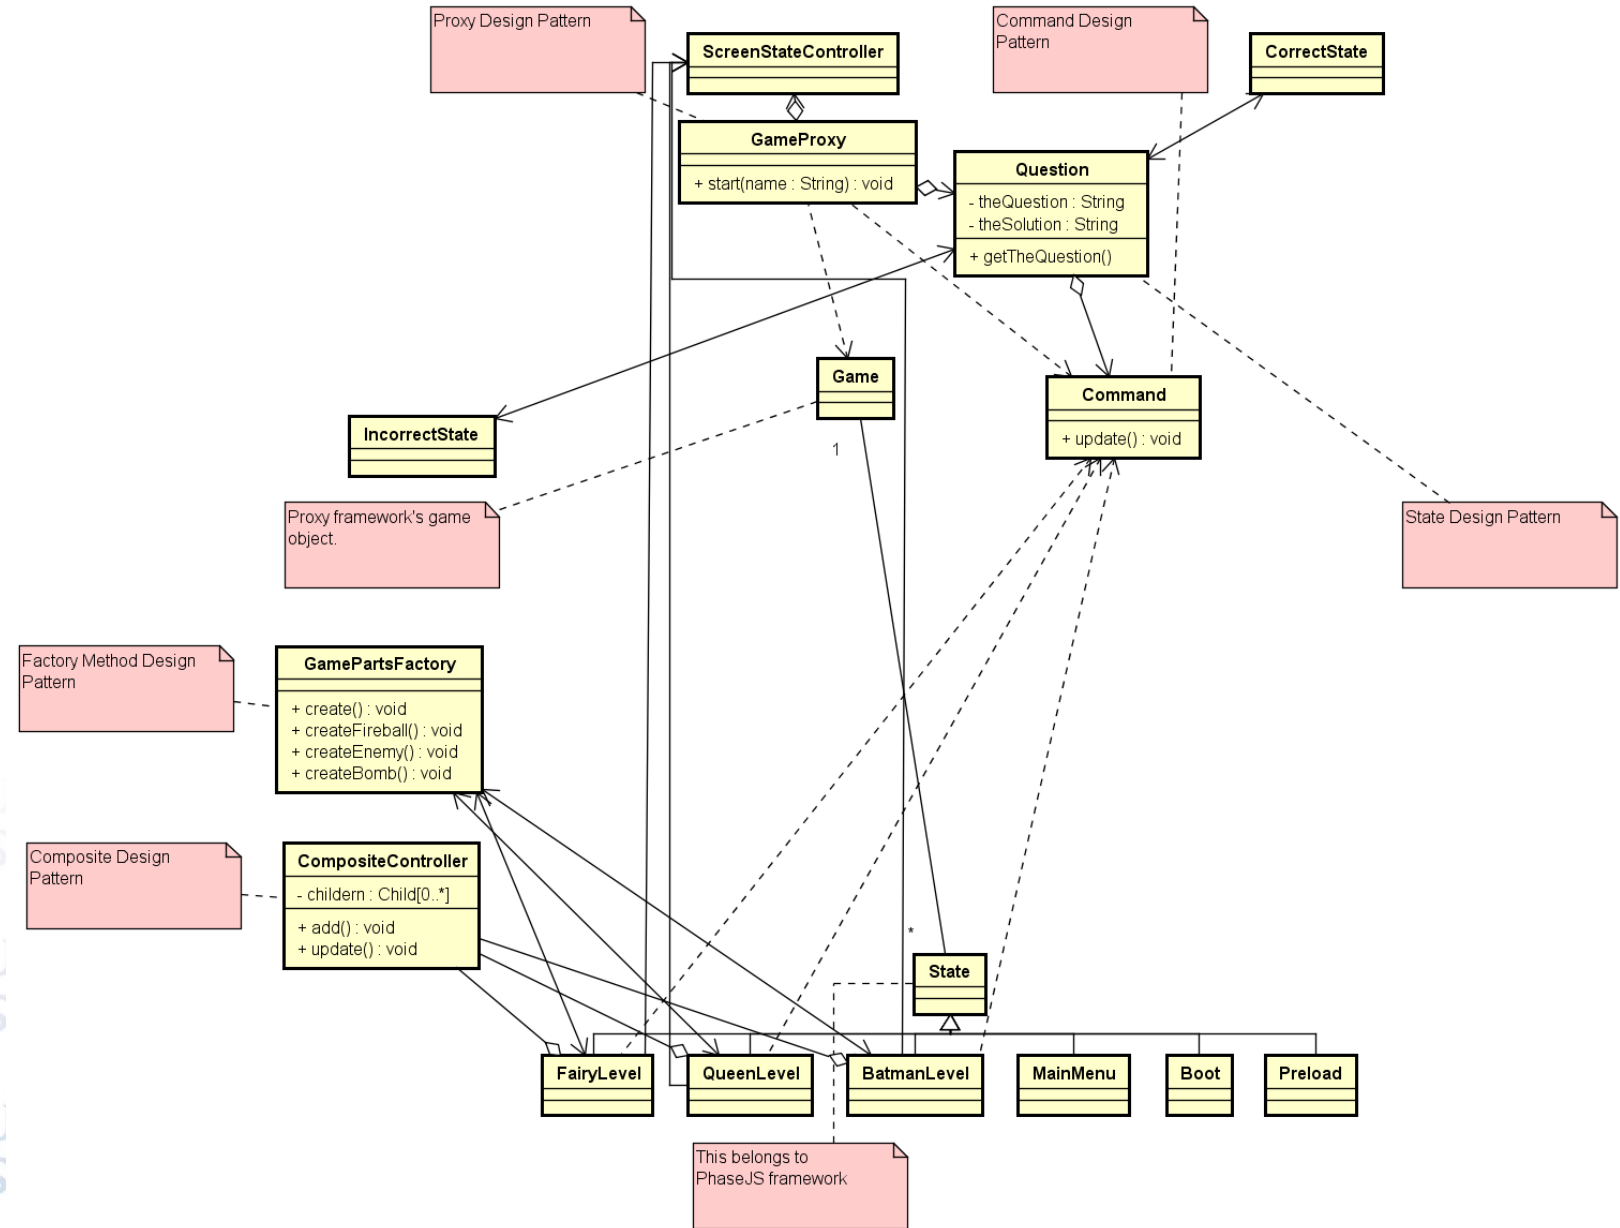 Proxy Design Pattern
Command Design
Pattern
ScreenStateController
CorrectState
GameProxy
+ start(name : String) : void
Question
- theQuestion : String
- theSolution : String
+ getTheQuestion()
Game
1
Command
+ update() : void
IncorrectState
Proxy framework's game
object.
State Design Pattern
Factory Method Design
Pattern
GamePartsFactory
+ create() : void
+ createFireball() : void
+ createEnemy() : void
+ createBomb() : void
Composite Design
Pattern
CompositeController
- childern : Child[0..*]
+ add() : void
+ update() : void
*
State
FairyLevel
QueenLevel
BatmanLevel
MainMenu
Boot
Preload
This belongs to
PhaseJS framework